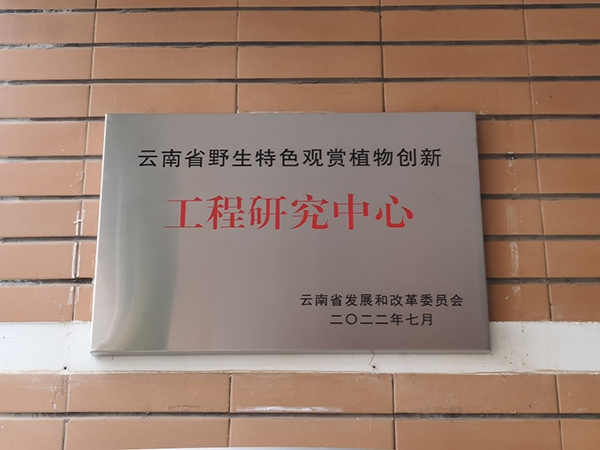 云南省野生特色观赏植物创新
工程研究中心
云南省发展和改革委员会
二〇二二年七月